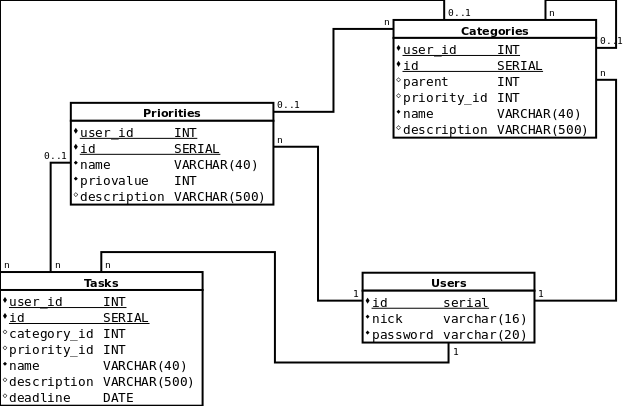 0..1
n
n
Categories
0..1
user_id INT
id SERIAL
n
parent INT
priority_id INT
name VARCHAR(40)
description VARCHAR(500)
0..1
Priorities
user_id INT
n
id SERIAL
0..1
name VARCHAR(40)
priovalue INT
description VARCHAR(500)
n
n
n
Tasks
user_id INT
id SERIAL
category_id INT
priority_id INT
name VARCHAR(40)
description VARCHAR(500)
deadline DATE
Users
1
id serial
1
nick varchar(16)
password varchar(20)
1